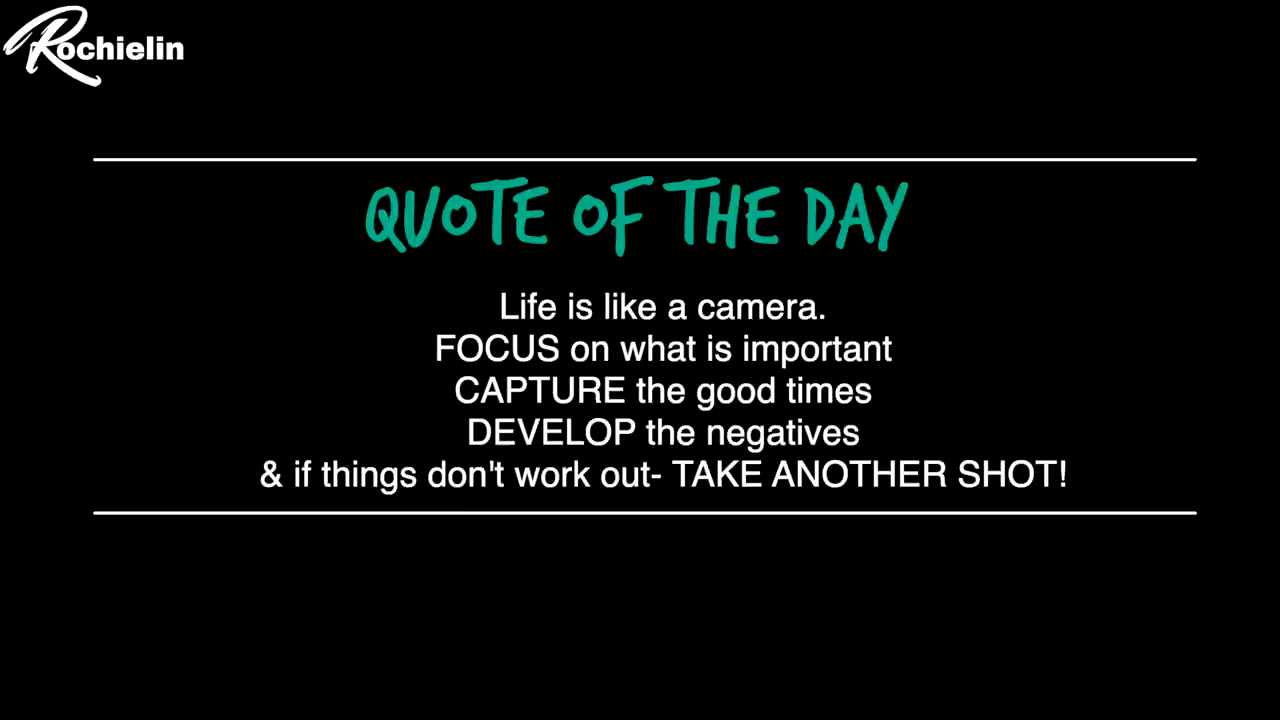 Rochielin
QUOTE OF THE DAY
Life is like a camera.
FOCUS on what is important
CAPTURE the good times
DEVELOP the negatives
& if things don't work out- TAKE ANOTHER SHOT!